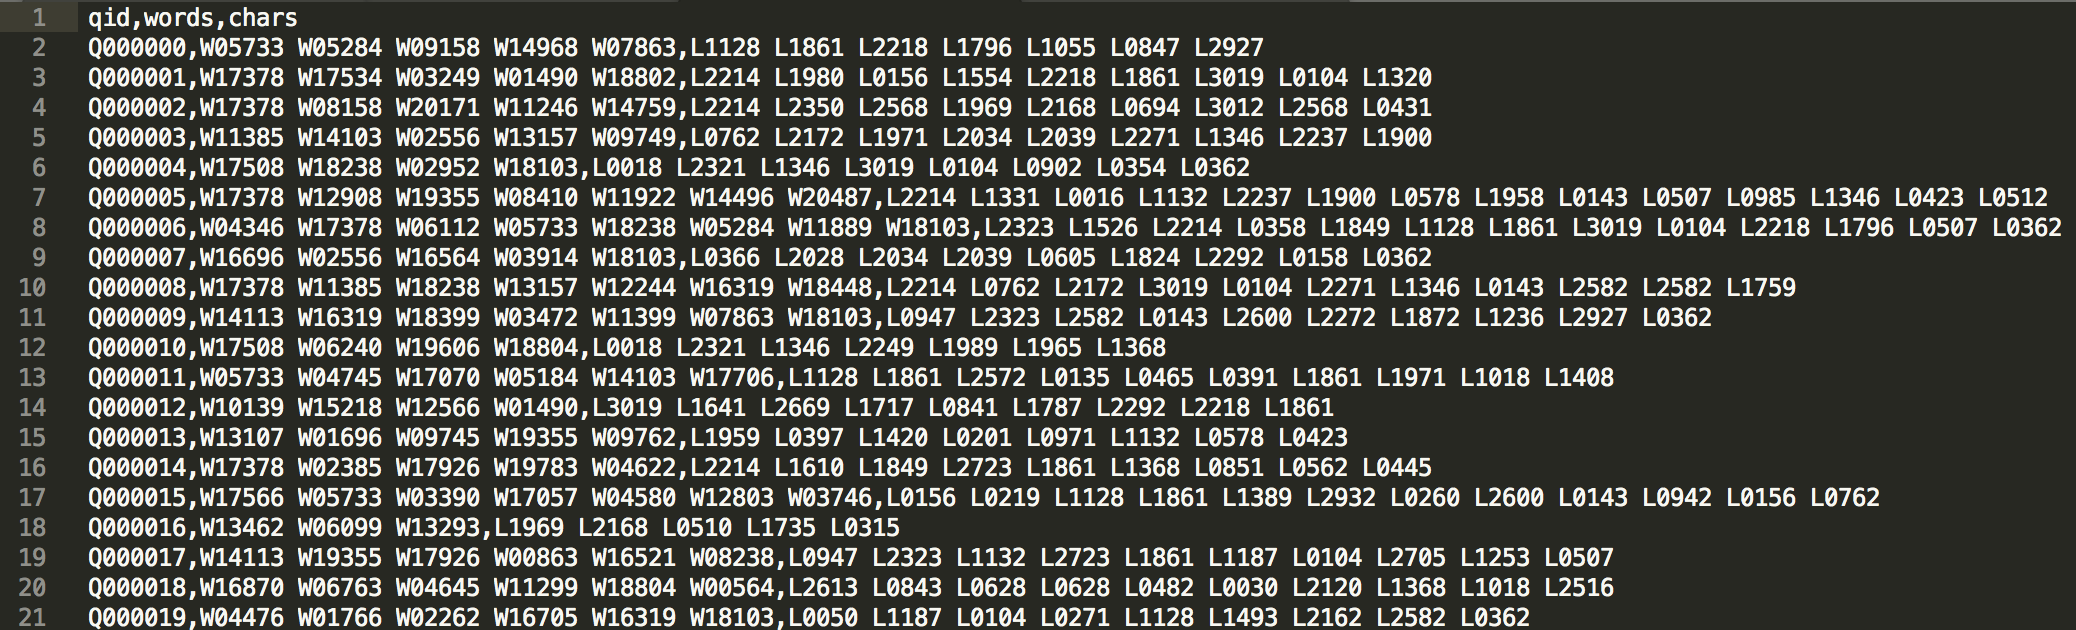 1 qid,words,chars
2 Q000000,W05733 W05284 W09158 W14968 W07863,L1128 L1861 L2218 L1796 L1055 L0847 L2927
3 Q000001,W17378 W17534 W03249 W01490 W18802,L2214 L1980 L0156 L1554 L2218 L1861 L3019 L0104 L1320
4 Q000002,W17378 W08158 W20171 W11246 W14759,L2214 L2350 L2568 L1969 L2168 L0694 L3012 L2568 L0431
5 Q000003,W11385 W14103 W02556 W13157 W09749,L0762 L2172 L1971 L2034 L2039 L2271 L1346 L2237 L1900
6 Q000004,W17508 W18238 W02952 W18103,L0018 L2321 L1346 L3019 L0104 L0902 L0354 L0362
7 Q000005,W17378 W12908 W19355 W08410 W11922 W14496 W20487,L2214 L1331 L0016 L1132 L2237 L1900 L0578 L1958 L0143 L0507 L0985 L1346 L0423 L0512
8 Q000006,W04346 W17378 W06112 W05733 W18238 W05284 W11889 W18103,L2323 L1526 L2214 L0358 L1849 L1128 L1861 L3019 L0104 L2218 L1796 L0507 L0362
9 Q000007,W16696 W02556 W16564 W03914 W18103,L0366 L2028 L2034 L2039 L0605 L1824 L2292 L0158 L0362
10 Q000008,W17378 W11385 W18238 W13157 W12244 W16319 W18448,L2214 L0762 L2172 L3019 L0104 L2271 L1346 L0143 L2582 L2582 L1759
11 Q000009,W14113 W16319 W18399 W03472 W11399 W07863 W18103,L0947 L2323 L2582 L0143 L2600 L2272 L1872 L1236 L2927 L0362
12 Q000010,W17508 W06240 W19606 W18804,L0018 L2321 L1346 L2249 L1989 L1965 L1368
13 Q000011,W05733 W04745 W17070 W05184 W14103 W17706,L1128 L1861 L2572 L0135 L0465 L0391 L1861 L1971 L1018 L1408
14 Q000012,W10139 W15218 W12566 W01490,L3019 L1641 L2669 L1717 L0841 L1787 L2292 L2218 L1861
15 Q000013,W13107 W01696 W09745 W19355 W09762,L1959 L0397 L1420 L0201 L0971 L1132 L0578 L0423
16 Q000014,W17378 W02385 W17926 W19783 W04622,L2214 L1610 L1849 L2723 L1861 L1368 L0851 L0562 L0445
17 Q000015,W17566 W05733 W03390 W17057 W04580 W12803 W03746,L0156 L0219 L1128 L1861 L1389 L2932 L0260 L2600 L0143 L0942 L0156 L0762
18 Q000016,W13462 W06099 W13293,L1969 L2168 L0510 L1735 L0315
19 Q000017,W14113 W19355 W17926 W00863 W16521 W08238,L0947 L2323 L1132 L2723 L1861 L1187 L0104 L2705 L1253 L0507
20 Q000018,W16870 W06763 W04645 W11299 W18804 W00564,L2613 L0843 L0628 L0628 L0482 L0030 L2120 L1368 L1018 L2516
21 Q000019,W04476 W01766 W02262 W16705 W16319 W18103,L0050 L1187 L0104 L0271 L1128 L1493 L2162 L2582 L0362